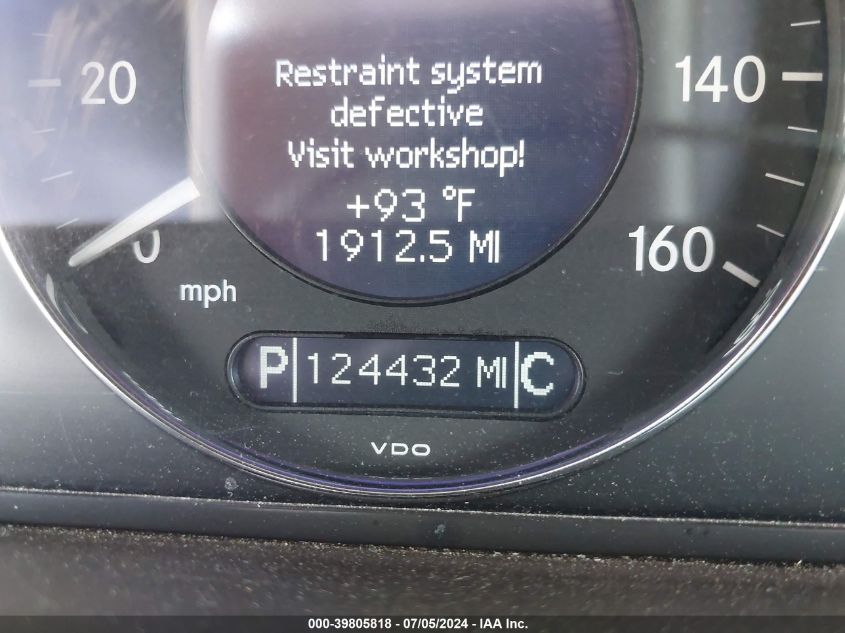 Restraint system
defective
Visit workshop!
+93 °F
1912.5 MI
20
0
mph
140
160
P 124432 MI C
VDO
000-39805818 / 07/05/2024 - IAA Inc.